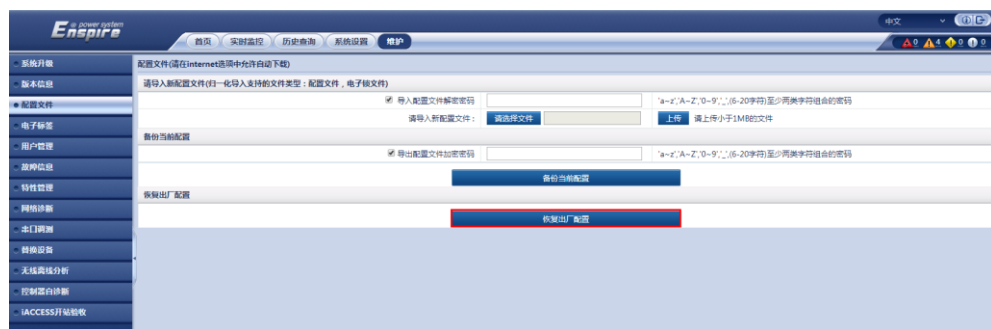 e power system
Enspire
中文
首页 实时监控 历史查询 系统设置 维护
0 4 0 0
系统升级
版本信息
配置文件
电子标签
用户管理
故障信息
特性管理
网络诊断
串口调测
替换设备
无线离线分析
控制器自诊断
iACCESS开站验收
配置文件(请在internet选项中允许自动下载)
请导入新配置文件(归一化导入支持的文件类型：配置文件，电子锁文件)
导入配置文件解密密码 'a~z','A~Z','0~9','_',(6-20字符)至少两类字符组合的密码
请导入新配置文件： 请选择文件 上传 请上传小于1MB的文件
备份当前配置
导出配置文件加密密码 'a~z','A~Z','0~9','_',(6-20字符)至少两类字符组合的密码
备份当前配置
恢复出厂配置
恢复出厂配置